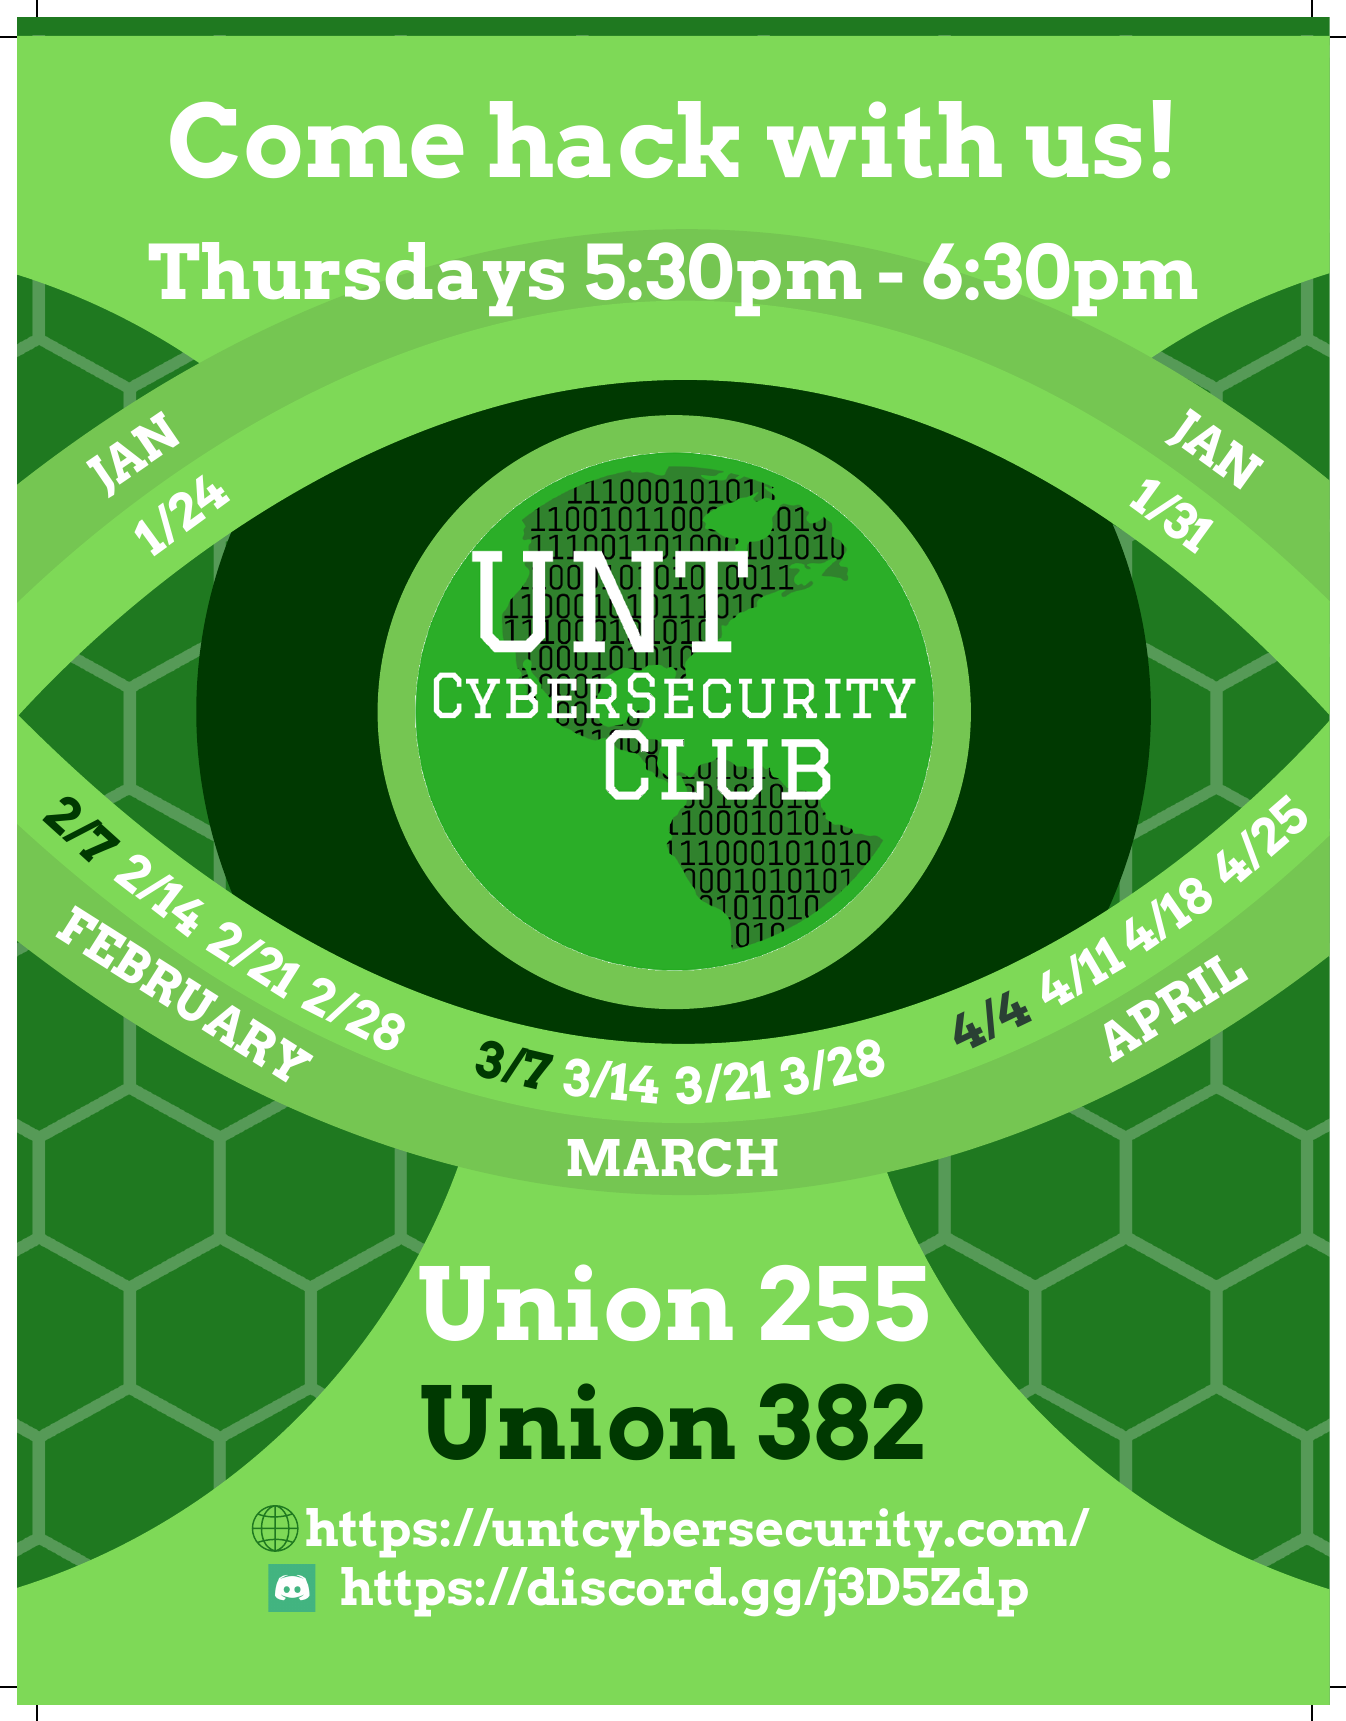 Come hack with us!
Thursdays 5:30pm - 6:30pm
JAN
1/24
JAN
1/31
UNT
CYBERSECURITY
CLUB
2/7 2/14 2/21 2/28
FEBRUARY
3/7 3/14 3/21 3/28
MARCH
4/4 4/11 4/18 4/25
APRIL
Union 255
Union 382
https://untcybersecurity.com/
https://discord.gg/j3D5Zdp